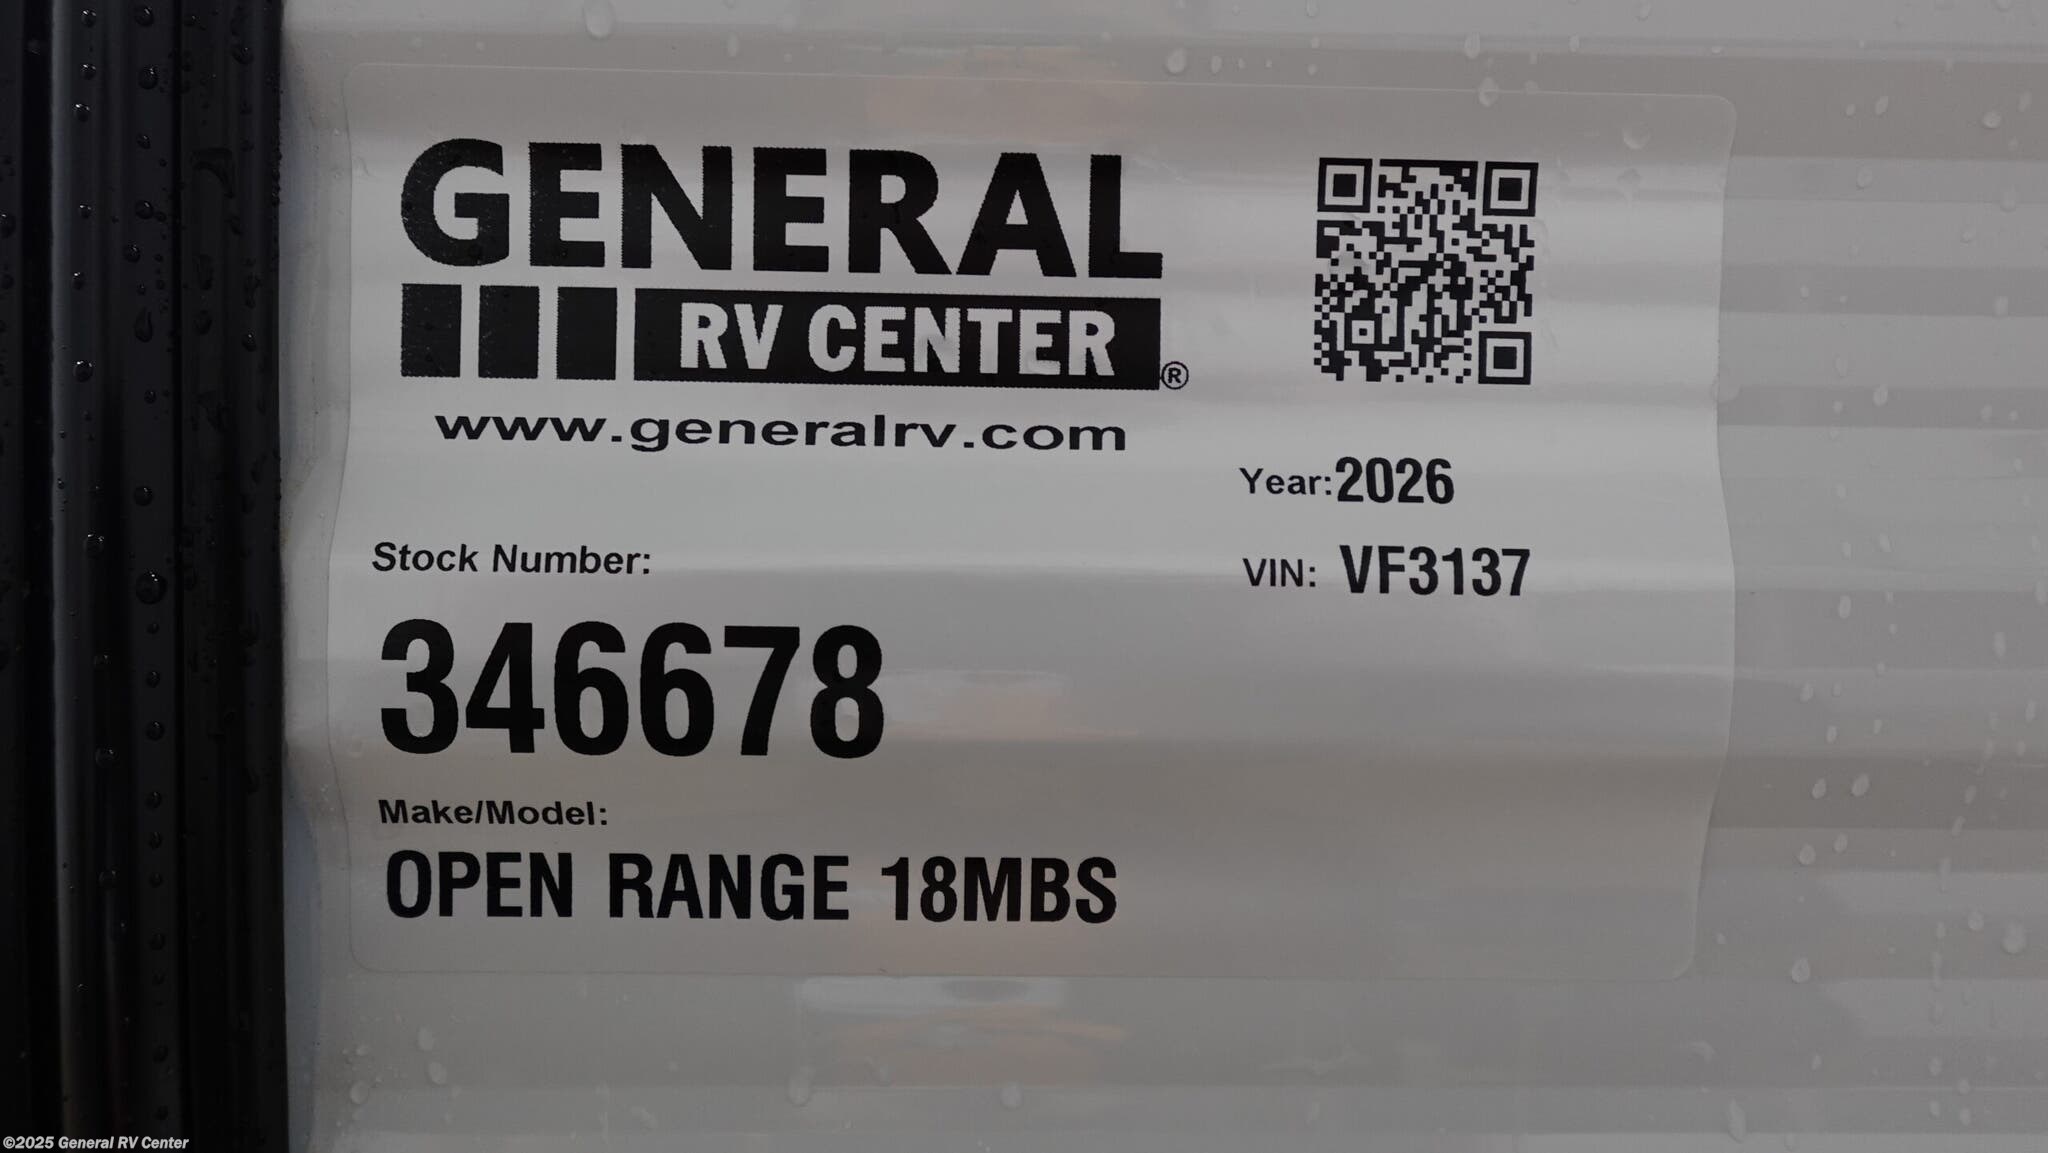 GENERAL
RV CENTER®
www.generalrv.com
Year:2026
Stock Number:
VIN: VF3137
346678
Make/Model:
OPEN RANGE 18MBS
©2025 General RV Center